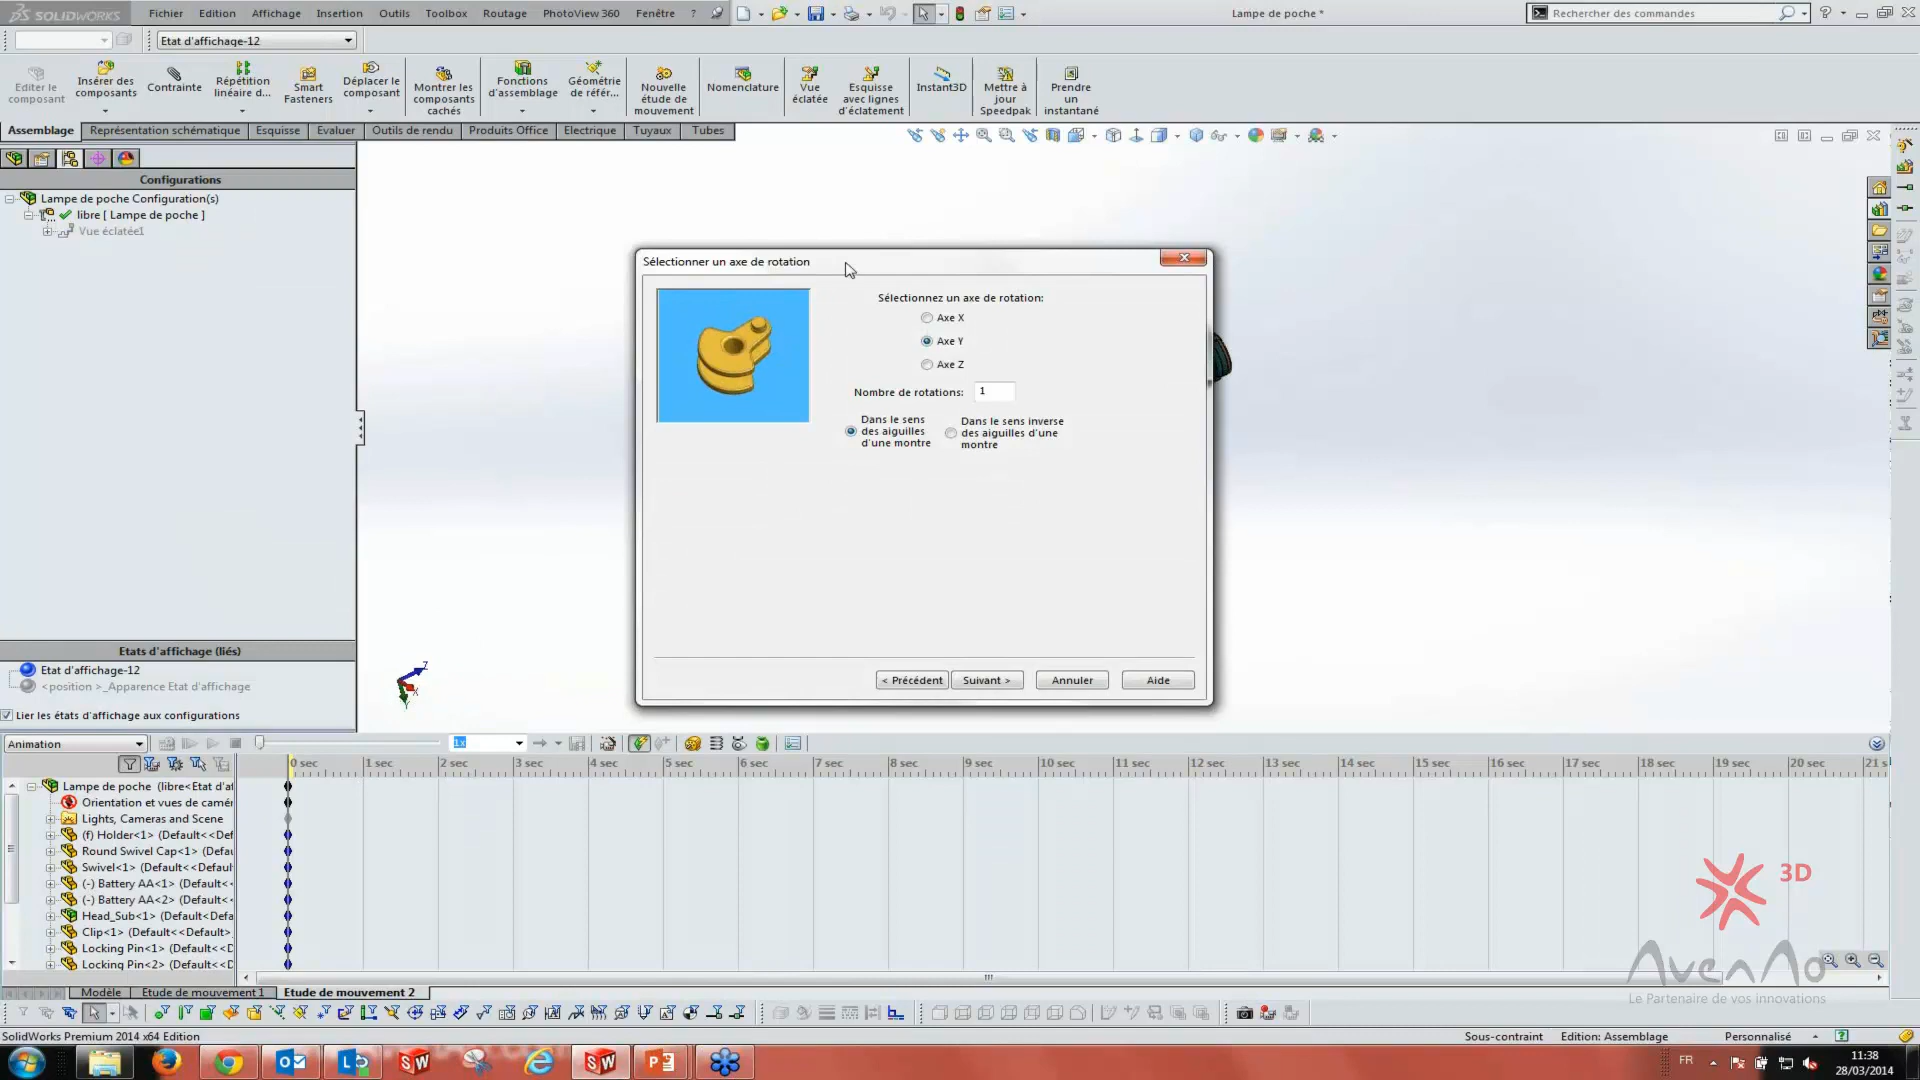 SOLIDWORKS Fichier Edition Affichage Insertion Outils Toolbox Routage PhotoView 360 Fenêtre ? Lampe de poche * Rechercher des commandes
Etat d'affichage-12
Editer le composant
Insérer des composants
Contrainte
Répétition linéaire d...
Smart Fasteners
Déplacer le composant
Montrer les composants cachés
Fonctions d'assemblage
Géométrie de référ...
Nouvelle étude de mouvement
Nomenclature
Vue éclatée
Esquisse avec lignes d'éclatement
Instant3D
Mettre à jour Speedpak
Prendre un instantané
Assemblage Représentation schématique Esquisse Evaluer Outils de rendu Produits Office Electrique Tuyaux Tubes
Configurations
Lampe de poche Configuration(s)
libre [ Lampe de poche ]
Vue éclatée1
Sélectionner un axe de rotation
Sélectionnez un axe de rotation:
Axe X
Axe Y
Axe Z
Nombre de rotations: 1
Dans le sens des aiguilles d'une montre
Dans le sens inverse des aiguilles d'une montre
< Précédent Suivant > Annuler Aide
Z
X
Y
Etats d'affichage (liés)
Etat d'affichage-12
<position >_Apparence Etat d'affichage
Lier les états d'affichage aux configurations
Animation 1x
0 sec 1 sec 2 sec 3 sec 4 sec 5 sec 6 sec 7 sec 8 sec 9 sec 10 sec 11 sec 12 sec 13 sec 14 sec 15 sec 16 sec 17 sec 18 sec 19 sec 20 sec 21 s
Lampe de poche (libre<Etat d'af
Orientation et vues de camér
Lights, Cameras and Scene
(f) Holder<1> (Default<<Def
Round Swivel Cap<1> (Defau
Swivel<1> (Default<<Defaul
(-) Battery AA<1> (Default<<
(-) Battery AA<2> (Default<<
Head_Sub<1> (Default<Defa
Clip<1> (Default<<Default>
Locking Pin<1> (Default<<D
Locking Pin<2> (Default<<D
3D
AvenAo
Le Partenaire de vos innovations
Modèle Etude de mouvement 1 Etude de mouvement 2
SolidWorks Premium 2014 x64 Edition Sous-contraint Edition: Assemblage Personnalisé
FR 11:38
28/03/2014